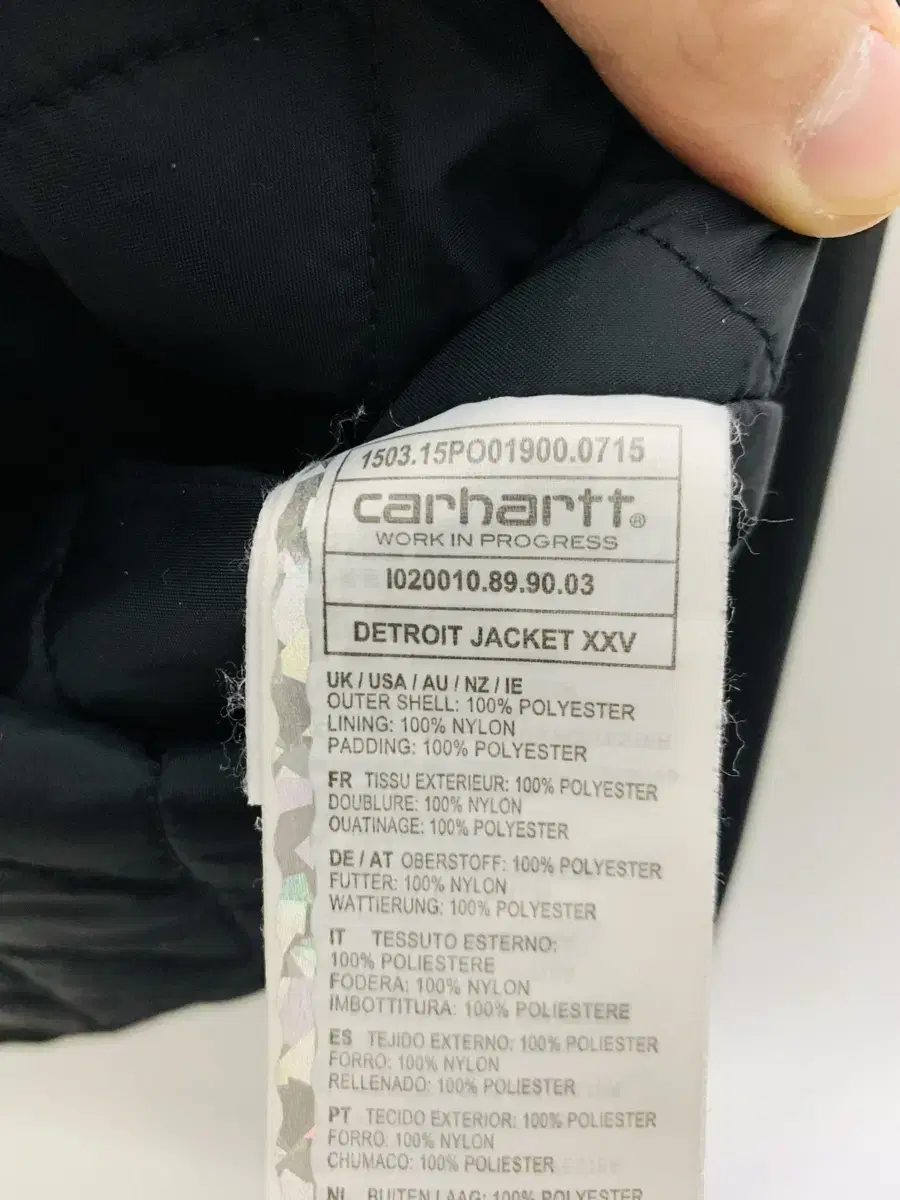 1503.15PO01900.0715
carhartt®
WORK IN PROGRESS
I020010.89.90.03
DETROIT JACKET XXV
UK / USA / AU / NZ / IE
OUTER SHELL: 100% POLYESTER
LINING: 100% NYLON
PADDING: 100% POLYESTER
FR TISSU EXTERIEUR: 100% POLYESTER
DOUBLURE: 100% NYLON
OUATINAGE: 100% POLYESTER
DE / AT OBERSTOFF: 100% POLYESTER
FUTTER: 100% NYLON
WATTIERUNG: 100% POLYESTER
IT TESSUTO ESTERNO:
100% POLIESTERE
FODERA: 100% NYLON
IMBOTTITURA: 100% POLIESTERE
ES TEJIDO EXTERNO: 100% POLIESTER
FORRO: 100% NYLON
RELLENADO: 100% POLIESTER
PT TECIDO EXTERIOR: 100% POLIESTER
FORRO: 100% NYLON
CHUMACO: 100% POLIESTER
NL BUITEN LAAG: 100% POLYESTER